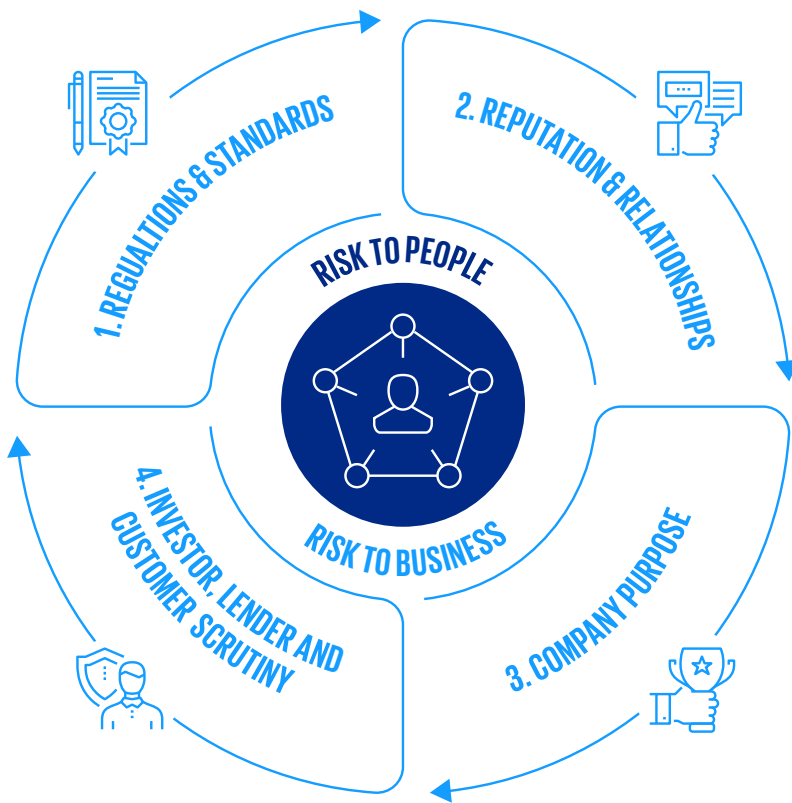 1. REGUALTIONS & STANDARDS
2. REPUTATION & RELATIONSHIPS
RISK TO PEOPLE
RISK TO BUSINESS
3. COMPANY PURPOSE
4. INVESTOR, LENDER AND
CUSTOMER SCRUTINY